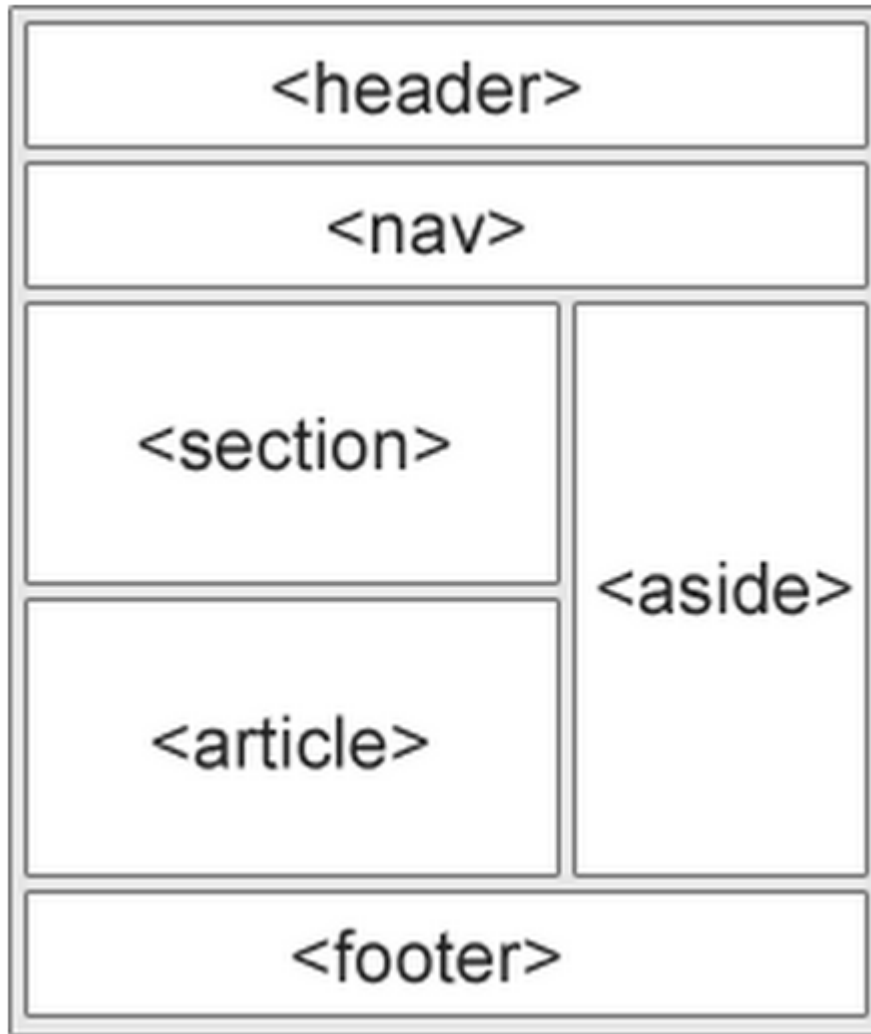 <header>
<nav>
<section>
<aside>
<article>
<footer>